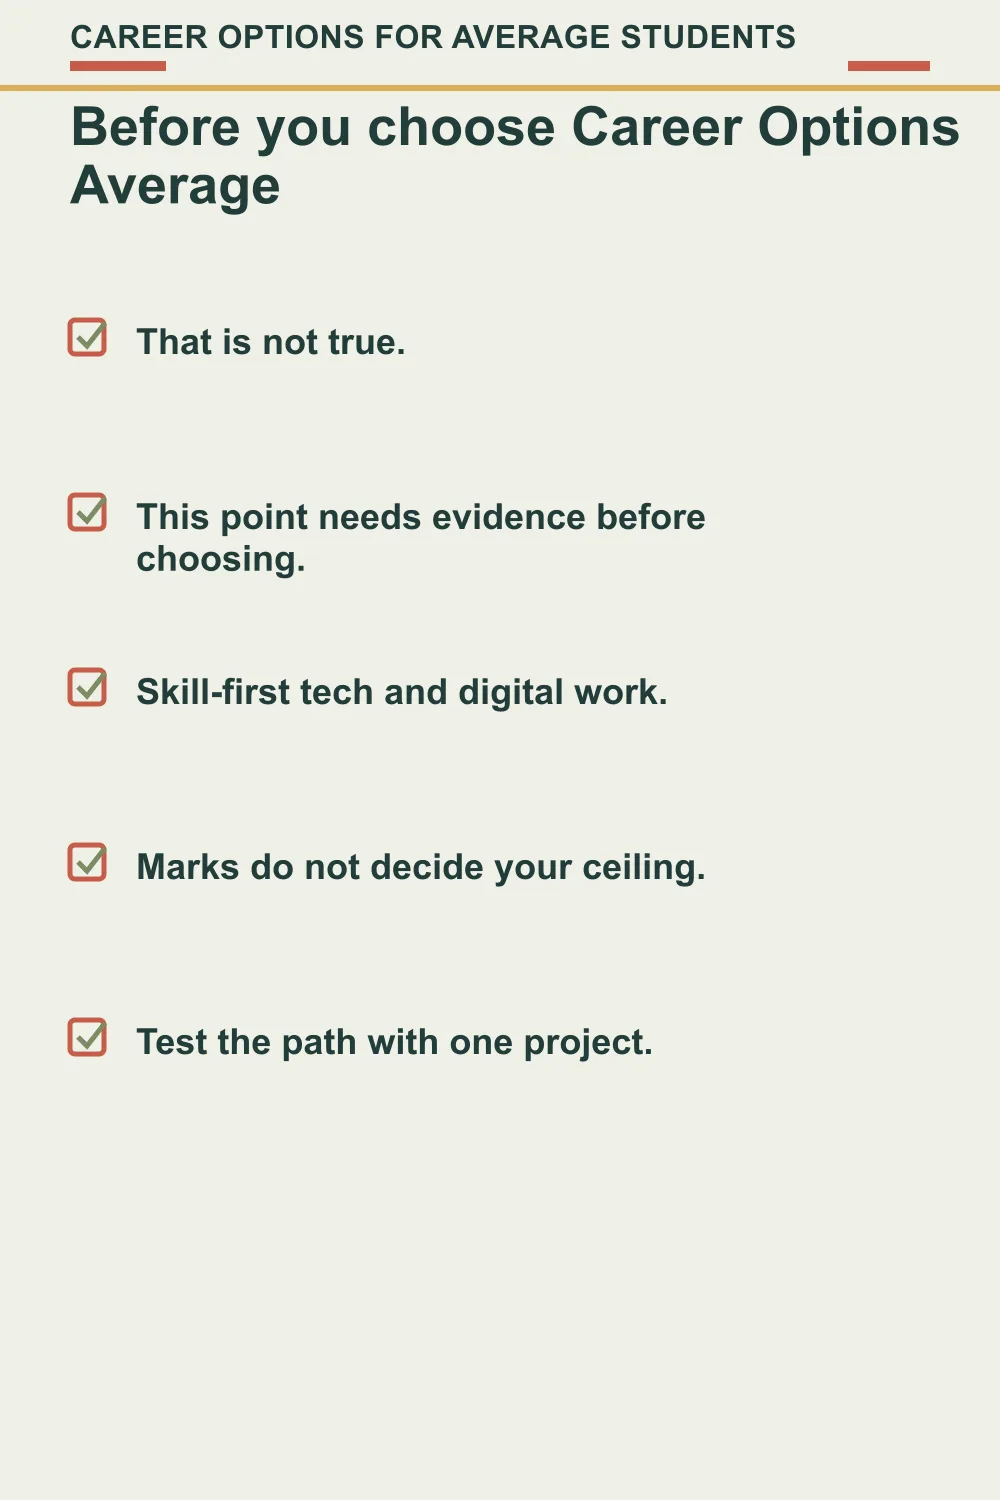 CAREER OPTIONS FOR AVERAGE STUDENTS
Before you choose Career Options
Average
That is not true.
This point needs evidence before
choosing.
Skill-first tech and digital work.
Marks do not decide your ceiling.
Test the path with one project.